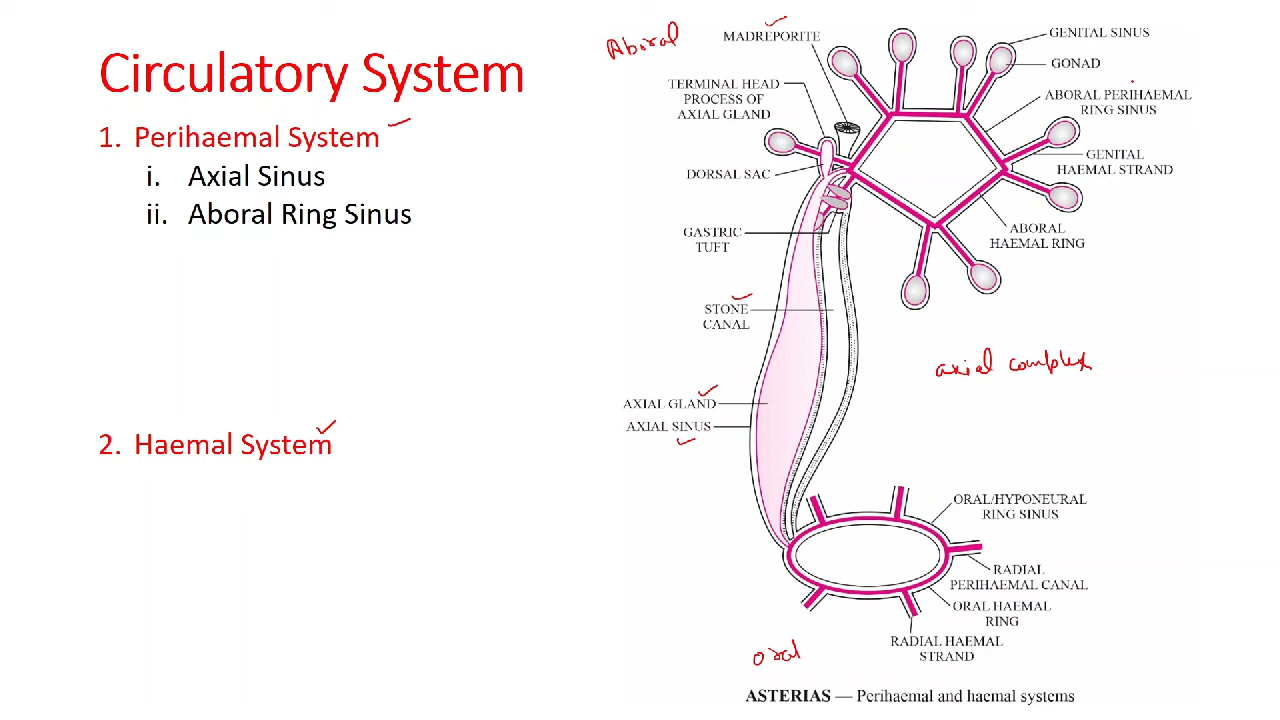 Circulatory System
1. Perihaemal System
i. Axial Sinus
ii. Aboral Ring Sinus
2. Haemal System
Aboral
MADREPORITE
TERMINAL HEAD
PROCESS OF
AXIAL GLAND
DORSAL SAC
GASTRIC
TUFT
STONE
CANAL
AXIAL GLAND
AXIAL SINUS
GENITAL SINUS
GONAD
ABORAL PERIHAEMAL
RING SINUS
GENITAL
HAEMAL STRAND
ABORAL
HAEMAL RING
axial complex
ORAL/HYPONEURAL
RING SINUS
RADIAL
PERIHAEMAL CANAL
ORAL HAEMAL
RING
RADIAL HAEMAL
STRAND
oral
ASTERIAS — Perihaemal and haemal systems